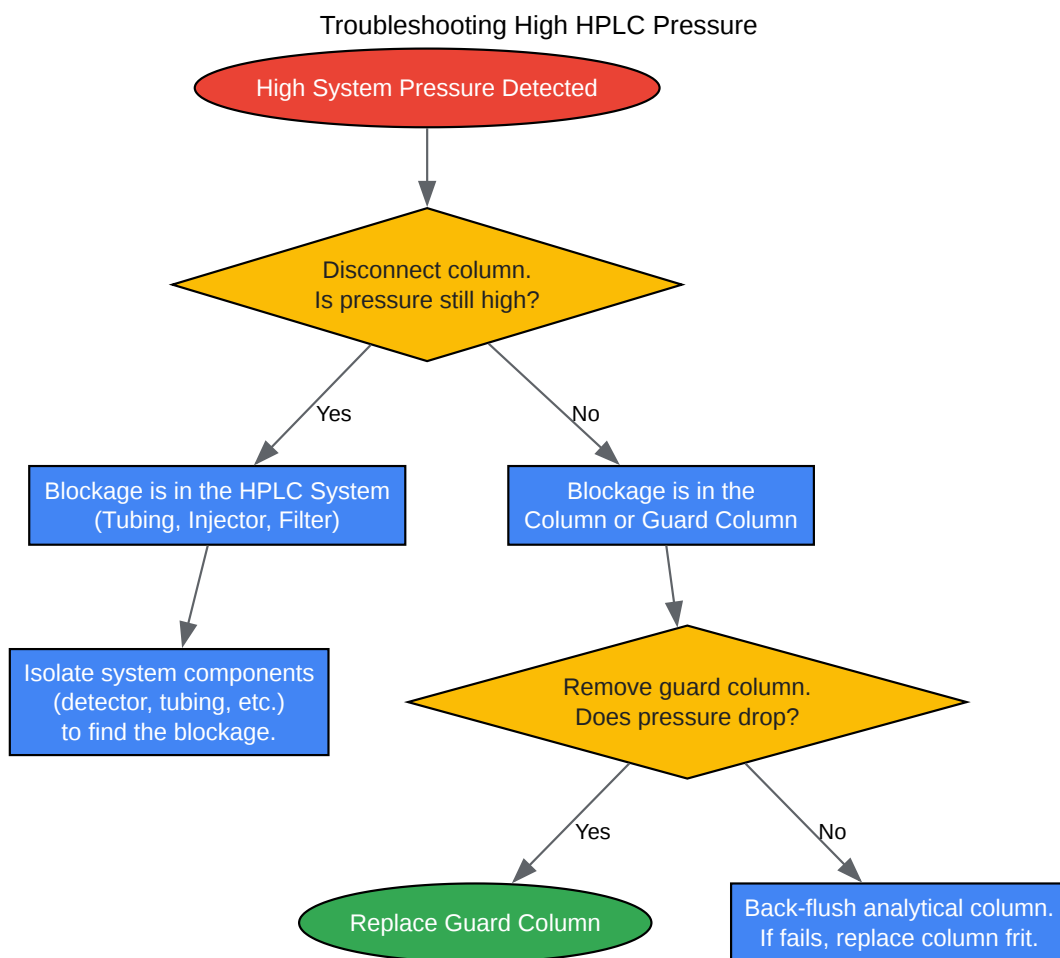 Troubleshooting High HPLC Pressure
High System Pressure Detected
Disconnect column.
Is pressure still high?
Yes
No
Blockage is in the HPLC System
(Tubing, Injector, Filter)
Blockage is in the
Column or Guard Column
Isolate system components
(detector, tubing, etc.)
to find the blockage.
Remove guard column.
Does pressure drop?
Yes
No
Replace Guard Column
Back-flush analytical column.
If fails, replace column frit.